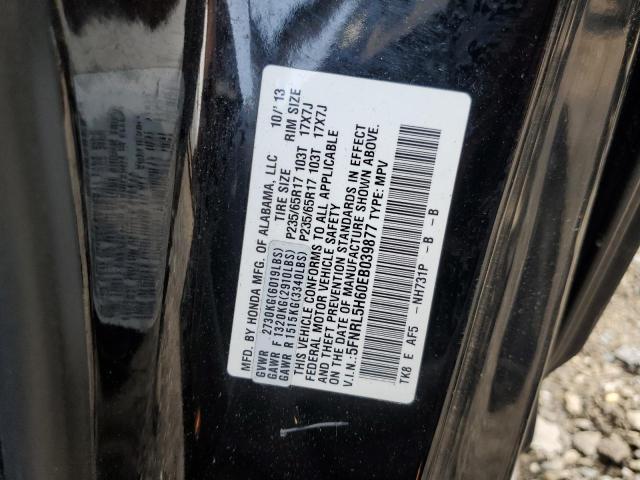 MFD. BY HONDA MFG. OF ALABAMA, LLC 10/'13
TIRE SIZE RIM SIZE
GVWR 2730KG(6019LBS)
GAWR F 1320KG(2910LBS) P235/65R17 103T 17X7J
GAWR R 1515KG(3340LBS) P235/65R17 103T 17X7J
THIS VEHICLE CONFORMS TO ALL APPLICABLE
FEDERAL MOTOR VEHICLE SAFETY
AND THEFT PREVENTION STANDARDS IN EFFECT
ON THE DATE OF MANUFACTURE SHOWN ABOVE.
V.I.N.: 5FNRL5H60EB039877 TYPE: MPV
TK8 E AF5 -NH731P -B -B